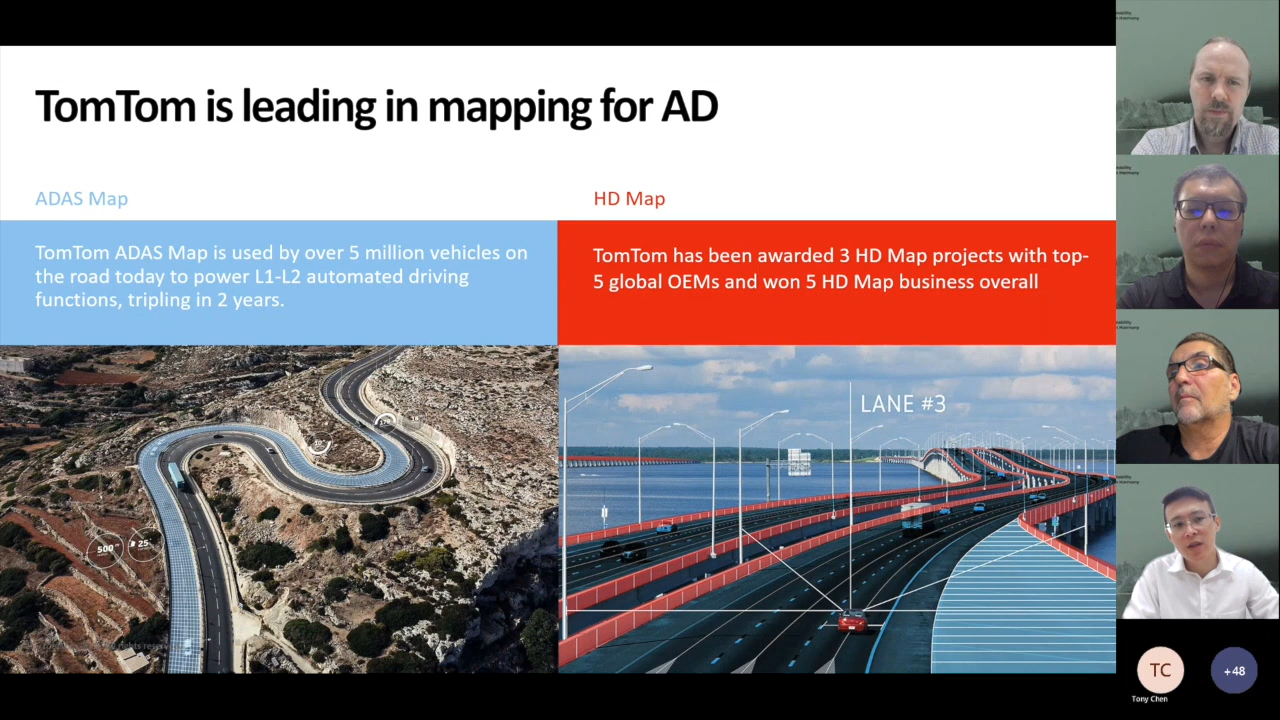 TomTom is leading in mapping for AD
ADAS Map
HD Map
TomTom ADAS Map is used by over 5 million vehicles on
the road today to power L1-L2 automated driving
functions, tripling in 2 years.
TomTom has been awarded 3 HD Map projects with top-
5 global OEMs and won 5 HD Map business overall
LANE #3
500
25
TC
+48
Tony Chen